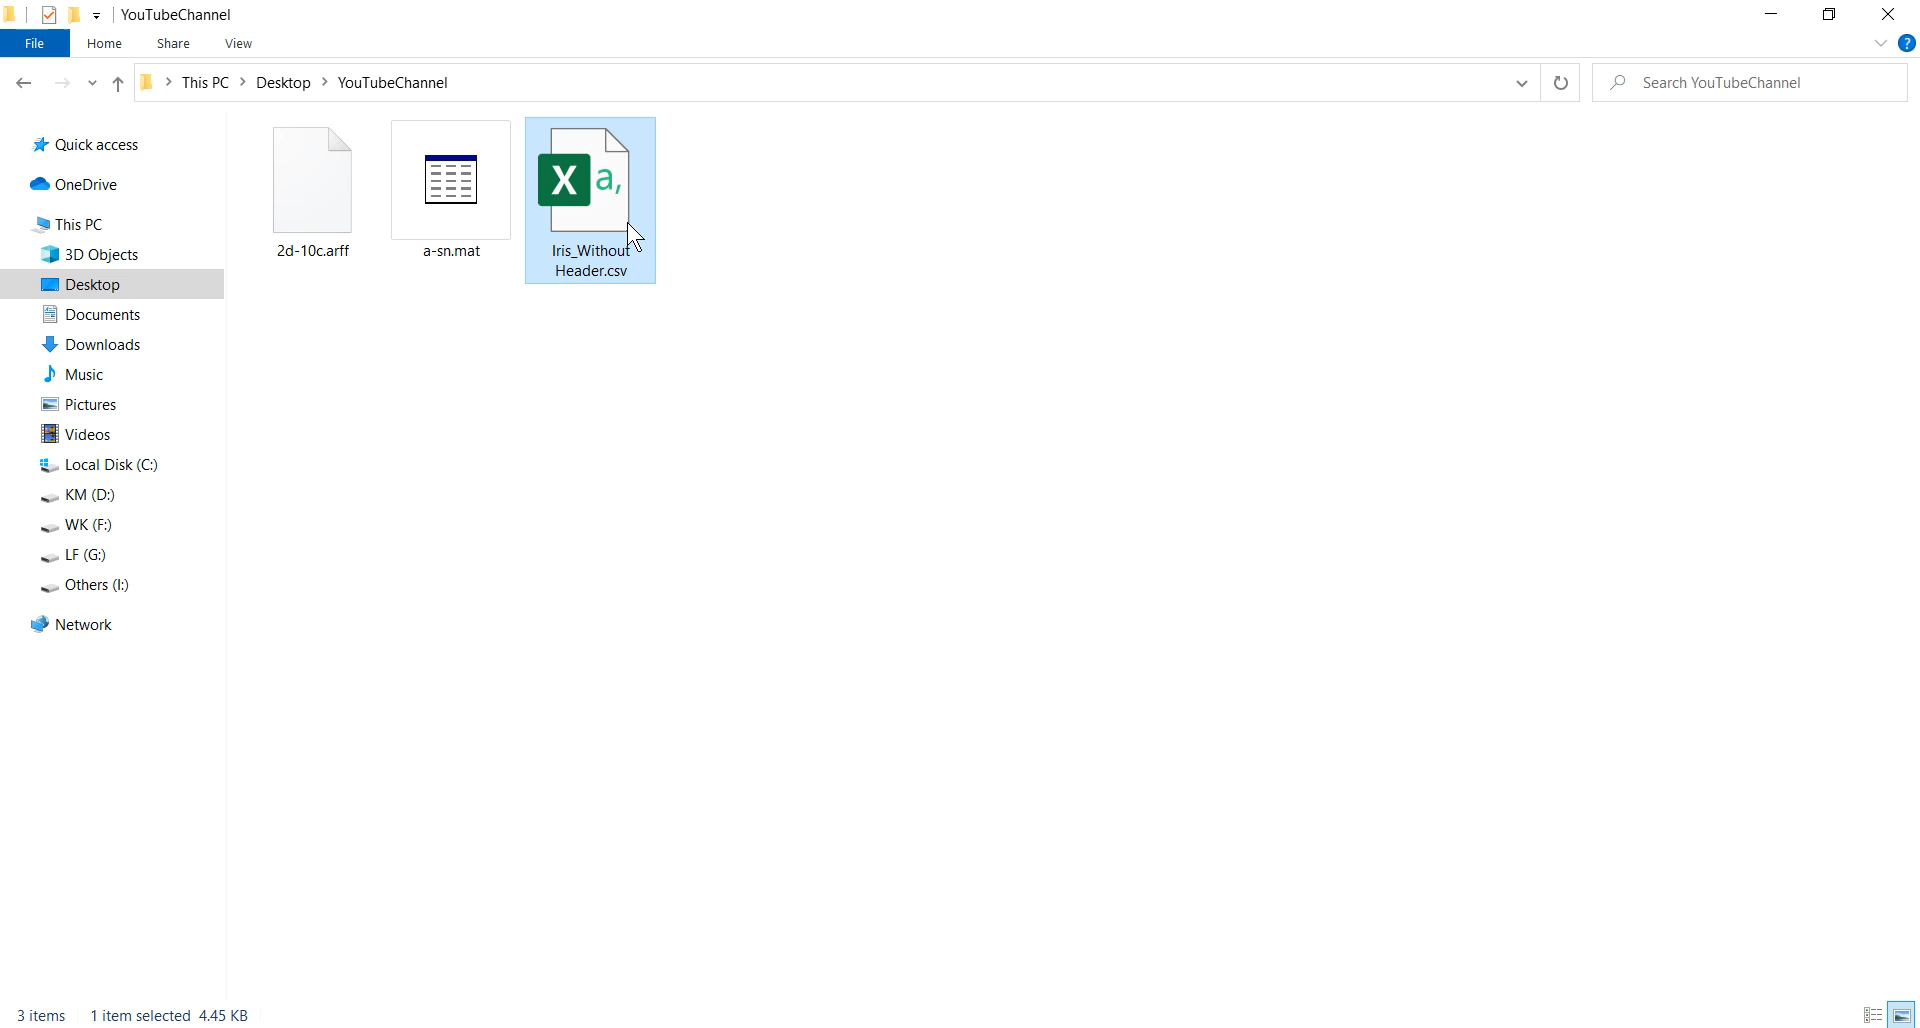 YouTubeChannel
File Home Share View
?
This PC > Desktop > YouTubeChannel
Search YouTubeChannel
Quick access
OneDrive
This PC
3D Objects
Desktop
Documents
Downloads
Music
Pictures
Videos
Local Disk (C:)
KM (D:)
WK (F:)
LF (G:)
Others (I:)
Network
2d-10c.arff
a-sn.mat
X a,
Iris_Without
Header.csv
3 items 1 item selected 4.45 KB